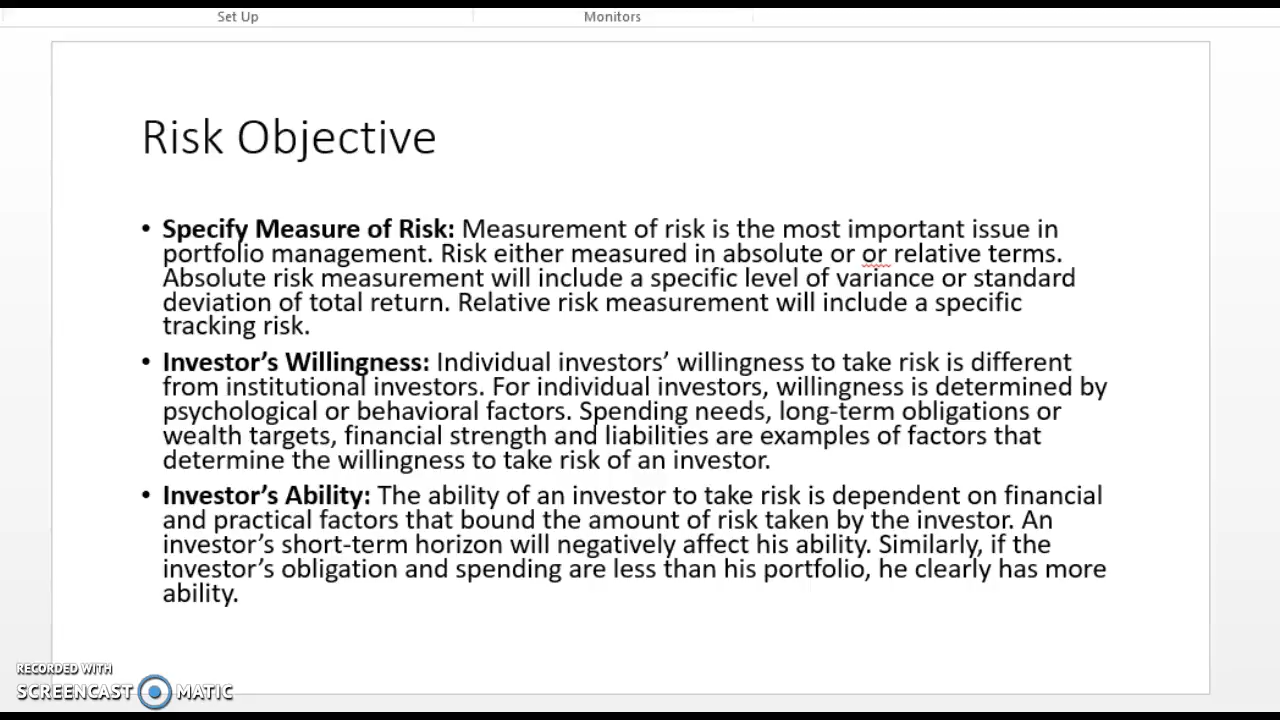 Set Up Monitors
Risk Objective
• Specify Measure of Risk: Measurement of risk is the most important issue in
portfolio management. Risk either measured in absolute or or relative terms.
Absolute risk measurement will include a specific level of variance or standard
deviation of total return. Relative risk measurement will include a specific
tracking risk.
• Investor’s Willingness: Individual investors’ willingness to take risk is different
from institutional investors. For individual investors, willingness is determined by
psychological or behavioral factors. Spending needs, long-term obligations or
wealth targets, financial strength and liabilities are examples of factors that
determine the willingness to take risk of an investor.
• Investor’s Ability: The ability of an investor to take risk is dependent on financial
and practical factors that bound the amount of risk taken by the investor. An
investor’s short-term horizon will negatively affect his ability. Similarly, if the
investor’s obligation and spending are less than his portfolio, he clearly has more
ability.
RECORDED WITH
SCREENCAST MATIC